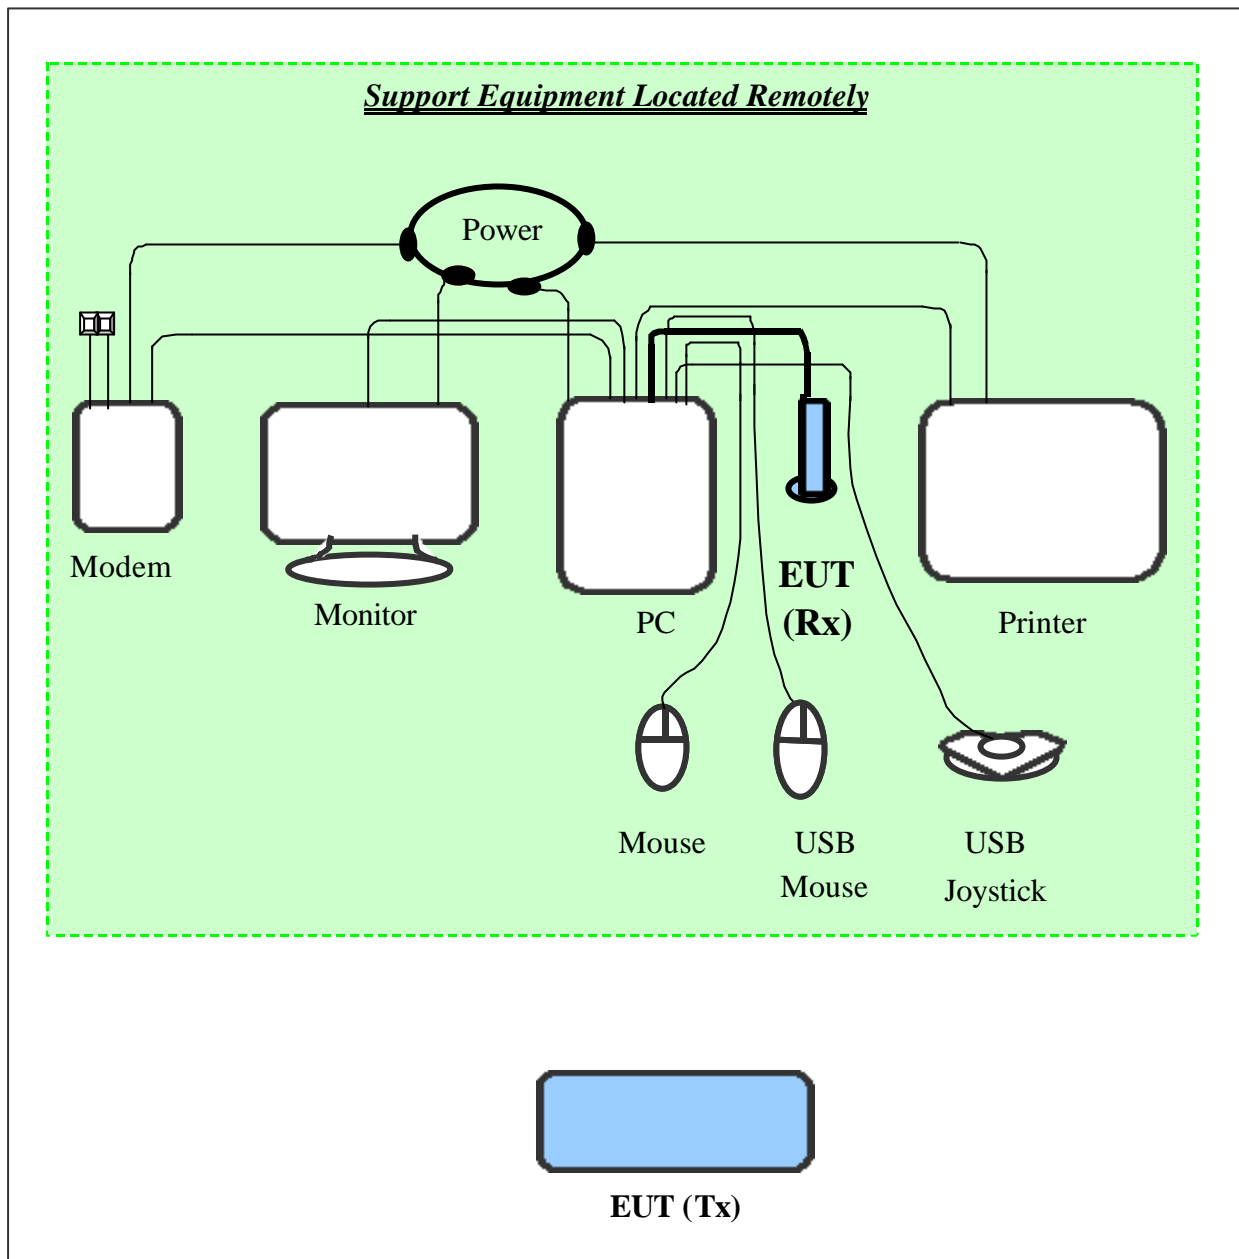 Support Equipment Located Remotely
Power
Modem
Monitor
PC
EUT
(Rx)
Printer
Mouse
USB
Mouse
USB
Joystick
EUT (Tx)